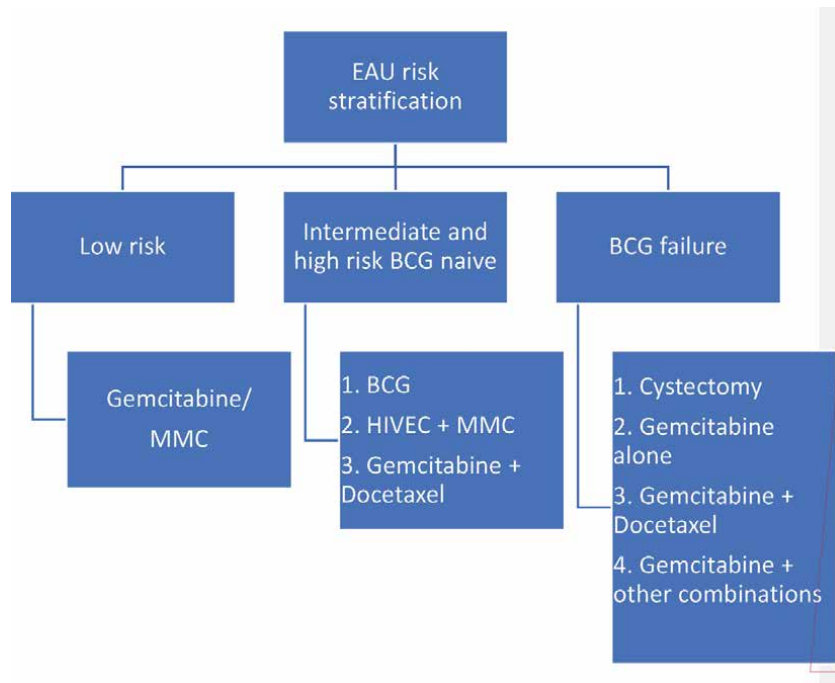 EAU risk
stratification
Low risk
Intermediate and
high risk BCG naive
BCG failure
Gemcitabine/
MMC
1. BCG
2. HIVEC + MMC
3. Gemcitabine +
Docetaxel
1. Cystectomy
2. Gemcitabine
alone
3. Gemcitabine +
Docetaxel
4. Gemcitabine +
other combinations